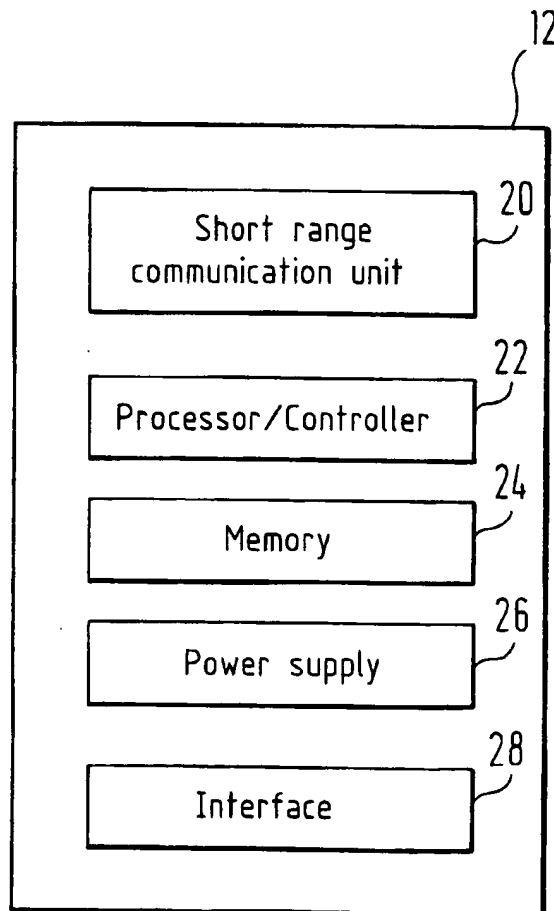 12
20
Short range
communication unit
22
Processor/Controller
24
Memory
26
Power supply
28
Interface